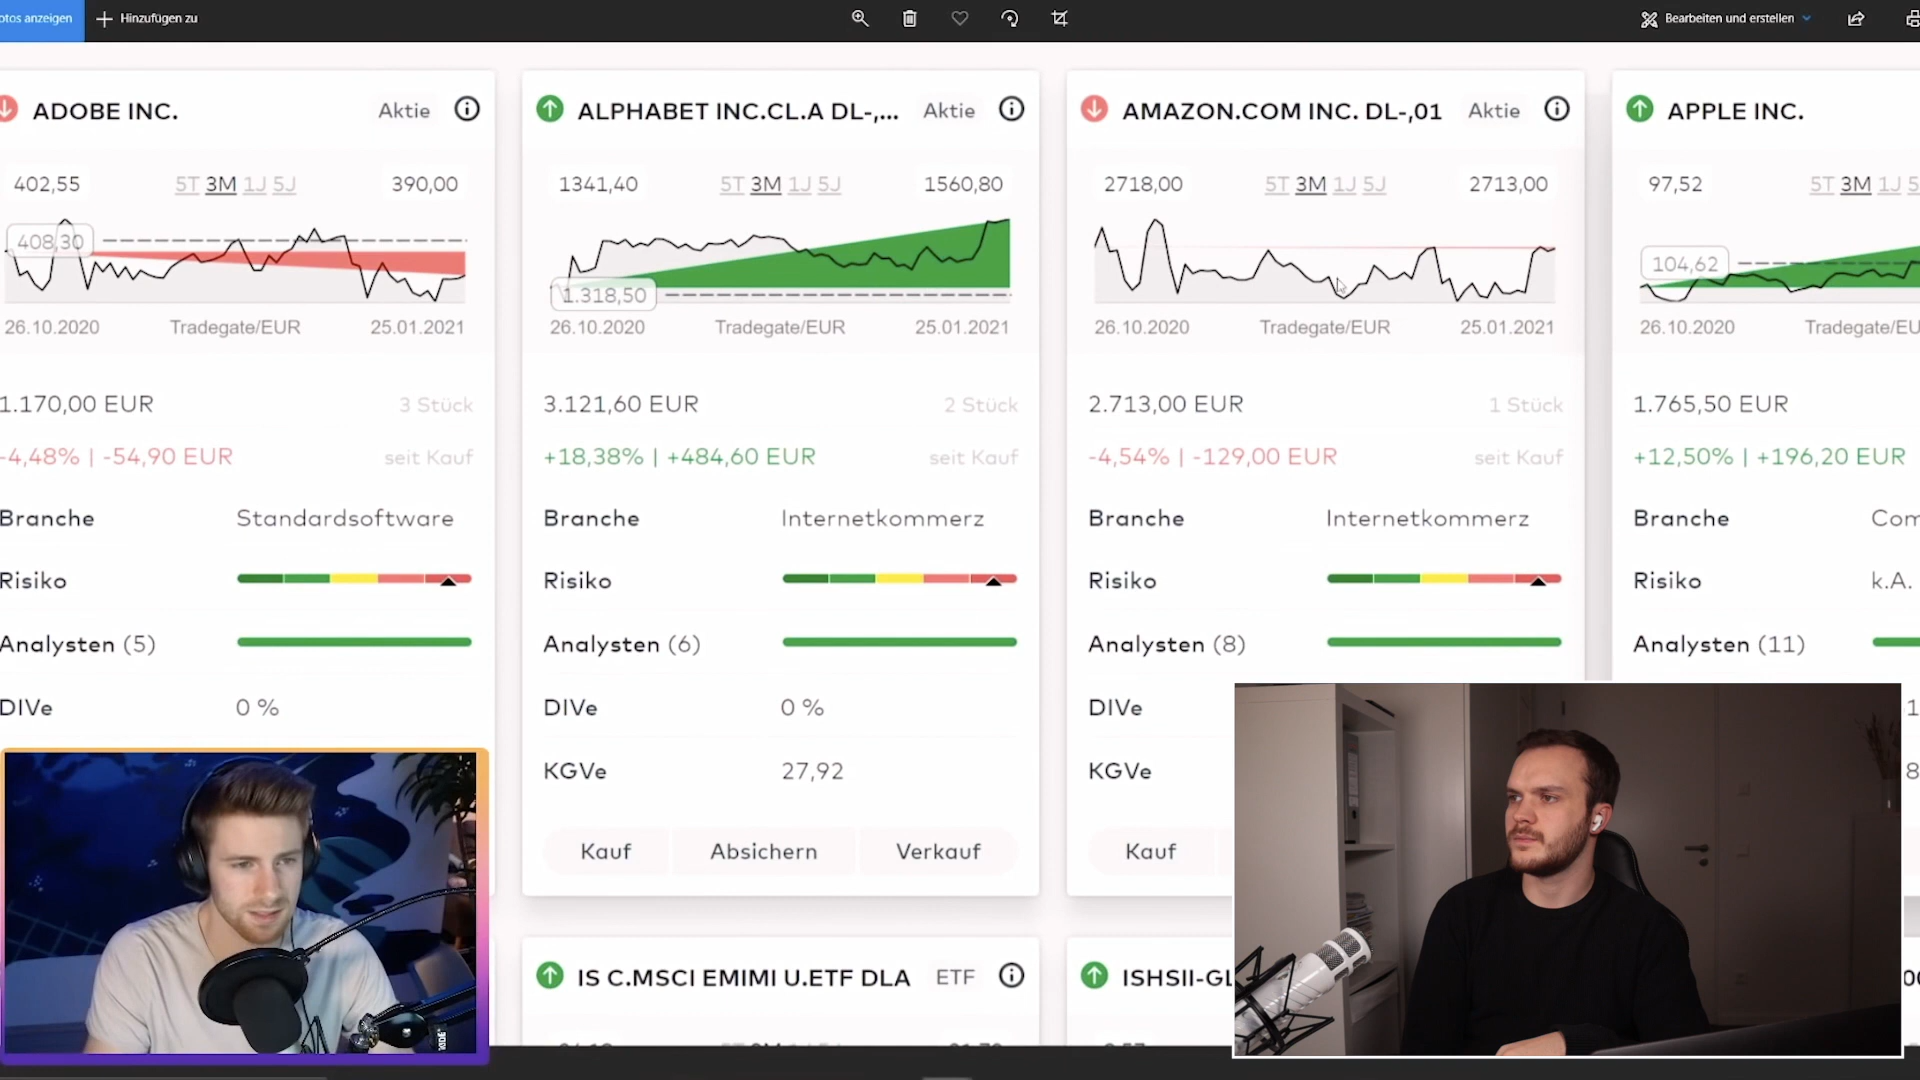 otos anzeigen
Hinzufügen zu
Bearbeiten und erstellen
ADOBE INC.
Aktie
402,55
5T 3M 1J 5J
390,00
408,30
26.10.2020
Tradegate/EUR
25.01.2021
1.170,00 EUR
3 Stück
-4,48% | -54,90 EUR
seit Kauf
Branche
Standardsoftware
Risiko
Analysten (5)
DIVe
0 %
ALPHABET INC.CL.A DL-,...
Aktie
1341,40
5T 3M 1J 5J
1560,80
1.318,50
26.10.2020
Tradegate/EUR
25.01.2021
3.121,60 EUR
2 Stück
+18,38% | +484,60 EUR
seit Kauf
Branche
Internetkommerz
Risiko
Analysten (6)
DIVe
0 %
KGVe
27,92
Kauf
Absichern
Verkauf
AMAZON.COM INC. DL-,01
Aktie
2718,00
5T 3M 1J 5J
2713,00
26.10.2020
Tradegate/EUR
25.01.2021
2.713,00 EUR
1 Stück
-4,54% | -129,00 EUR
seit Kauf
Branche
Internetkommerz
Risiko
Analysten (8)
DIVe
KGVe
Kauf
APPLE INC.
97,52
5T 3M 1J 5
104,62
26.10.2020
Tradegate/EU
1.765,50 EUR
+12,50% | +196,20 EUR
Branche
Com
Risiko
k.A.
Analysten (11)
IS C.MSCI EMIMI U.ETF DLA
ETF
ISHSII-GL